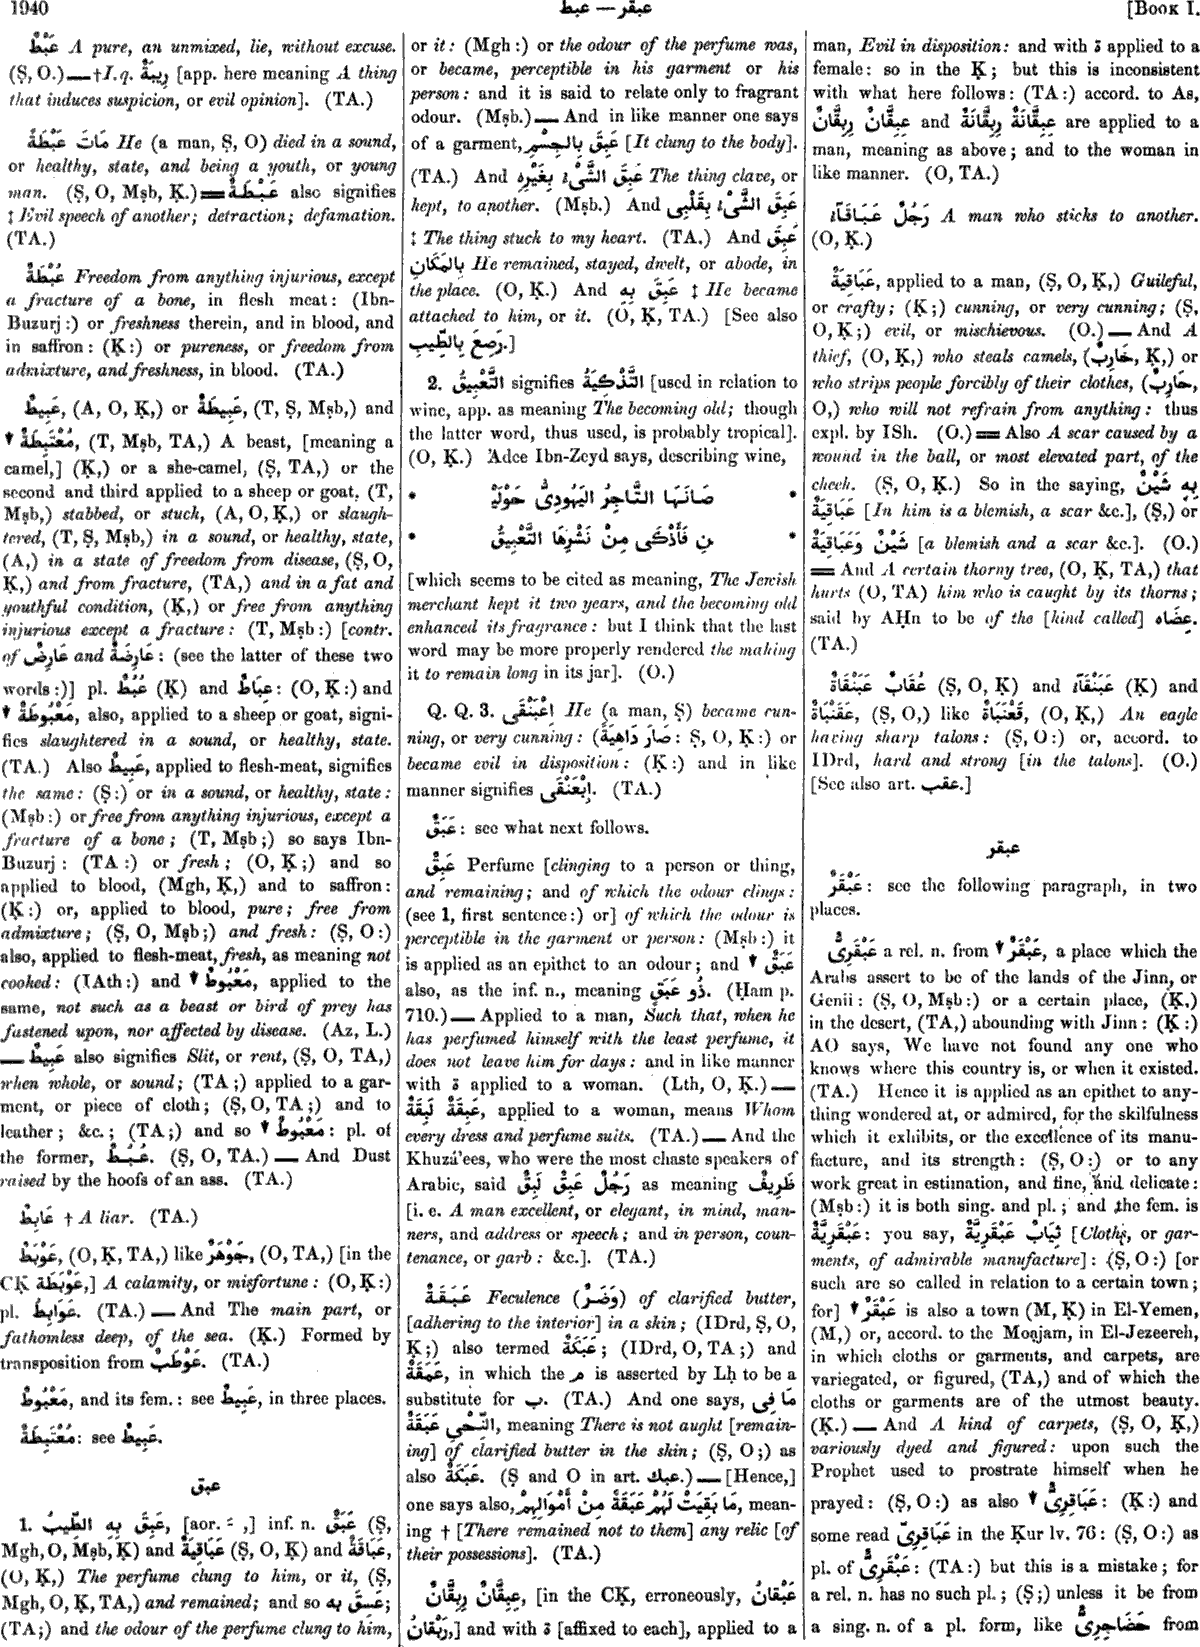 1940
عبقر — عبط
[BOOK I.
عَبْطٌ A pure, an unmixed, lie, without excuse.
(Ṣ, O.) — † I. q. رِيبَةٌ [app. here meaning A thing
that induces suspicion, or evil opinion]. (TA.)
مَاتَ عَبْطَةً He (a man, Ṣ, O) died in a sound,
or healthy, state, and being a youth, or young
man. (Ṣ, O, Mṣb, Ḳ.) = عَبْطَةٌ also signifies
‡ Evil speech of another; detraction; defamation.
(TA.)
عُبْطَةٌ Freedom from anything injurious, except
a fracture of a bone, in flesh meat: (Ibn-
Buzurj:) or freshness therein, and in blood, and
in saffron: (Ḳ:) or pureness, or freedom from
admixture, and freshness, in blood. (TA.)
عَبِيطٌ, (A, O, Ḳ,) or عَبِيطَةٌ, (T, Ṣ, Mṣb,) and
▼ مُعْتَبَطَةٌ, (T, Mṣb, TA,) A beast, [meaning a
camel,] (Ḳ,) or a she-camel, (Ṣ, TA,) or the
second and third applied to a sheep or goat, (T,
Mṣb,) stabbed, or stuck, (A, O, Ḳ,) or slaugh-
tered, (T, Ṣ, Mṣb,) in a sound, or healthy, state,
(A,) in a state of freedom from disease, (Ṣ, O,
Ḳ,) and from fracture, (TA,) and in a fat and
youthful condition, (Ḳ,) or free from anything
injurious except a fracture: (T, Mṣb:) [contr.
of عَارِضٌ and عَارِضَةٌ: (see the latter of these two
words:)] pl. عُبُطٌ (Ḳ) and عِبَاطٌ: (O, Ḳ:) and
▼ مَعْبُوطَةٌ, also, applied to a sheep or goat, signi-
fies slaughtered in a sound, or healthy, state.
(TA.) Also عَبِيطٌ, applied to flesh-meat, signifies
the same: (Ṣ:) or in a sound, or healthy, state:
(Mṣb:) or free from anything injurious, except a
fracture of a bone; (T, Mṣb;) so says Ibn-
Buzurj: (TA:) or fresh; (O, Ḳ;) and so
applied to blood, (Mgh, Ḳ,) and to saffron:
(Ḳ:) or, applied to blood, pure; free from
admixture; (Ṣ, O, Mṣb;) and fresh: (Ṣ, O:)
also, applied to flesh-meat, fresh, as meaning not
cooked: (IAth:) and ▼ مَعْبُوطٌ, applied to the
same, not such as a beast or bird of prey has
fastened upon, nor affected by disease. (Az, L.)
— عَبِيطٌ also signifies Slit, or rent, (Ṣ, O, TA,)
when whole, or sound; (TA;) applied to a gar-
ment, or piece of cloth; (Ṣ, O, TA;) and to
leather; &c.; (TA;) and so ▼ مَعْبُوطٌ: pl. of
the former, عُبُطٌ. (Ṣ, O, TA.) — And Dust
raised by the hoofs of an ass. (TA.)
عَابِطٌ † A liar. (TA.)
عَوْبَطٌ, (O, Ḳ, TA,) like جَوْهَرٌ, (O, TA,) [in the
CḲ عَوْبَطَة,] A calamity, or misfortune: (O, Ḳ:)
pl. عَوَابِطُ. (TA.) — And The main part, or
fathomless deep, of the sea. (Ḳ.) Formed by
transposition from عَوْطَبٌ. (TA.)
مَعْبُوطٌ, and its fem.: see عَبِيطٌ, in three places.
مُعْتَبَطَةٌ: see عَبِيطٌ.
عبق
1. عَبِقَ بِهِ الطِّيبُ, [aor. ـَ ,] inf. n. عَبَقٌ (Ṣ,
Mgh, O, Mṣb, Ḳ) and عَبَاقِيَةٌ (Ṣ, O, Ḳ) and عَبَاقَةٌ,
(O, Ḳ,) The perfume clung to him, or it, (Ṣ,
Mgh, O, Ḳ, TA,) and remained; and so عَسِقَ بِهِ;
(TA;) and the odour of the perfume clung to him,
or it: (Mgh:) or the odour of the perfume was,
or became, perceptible in his garment or his
person: and it is said to relate only to fragrant
odour. (Mṣb.) — And in like manner one says
of a garment, عَبِقَ بِالجِسْمِ [It clung to the body].
(TA.) And عَبِقَ الشَّىْءُ بِغَيْرِهِ The thing clave, or
kept, to another. (Mṣb.) And عَبِقَ الشَّىْءُ بِقَلْبِى
‡ The thing stuck to my heart. (TA.) And عَبِقَ
بِالمَكَانِ He remained, stayed, dwelt, or abode, in
the place. (O, Ḳ.) And عَبِقَ بِهِ ‡ He became
attached to him, or it. (O, Ḳ, TA.) [See also
رَصِعَ بِالطِّيبِ.]
2. التَّعْبِيقُ signifies التَّذْكِيَةُ [used in relation to
wine, app. as meaning The becoming old; though
the latter word, thus used, is probably tropical].
(O, Ḳ.) 'Adee Ibn-Zeyd says, describing wine,
* صَانَهَا التَّاجِرُ اليَهُودِىُّ حَوْلَيْـ *
* ـنِ فَأَذْكَى مِنْ نَشْرِهَا التَّعْبِيقُ *
[which seems to be cited as meaning, The Jewish
merchant kept it two years, and the becoming old
enhanced its fragrance: but I think that the last
word may be more properly rendered the making
it to remain long in its jar]. (O.)
Q. Q. 3. اِعْبَنْقَى He (a man, Ṣ) became cun-
ning, or very cunning: (صَارَ دَاهِيَةً: Ṣ, O, Ḳ:) or
became evil in disposition: (Ḳ:) and in like
manner signifies اِبْعَنْقَى. (TA.)
عَبَقٌ: see what next follows.
عَبِقٌ Perfume [clinging to a person or thing,
and remaining; and of which the odour clings:
(see 1, first sentence:) or] of which the odour is
perceptible in the garment or person: (Mṣb:) it
is applied as an epithet to an odour; and ▼ عَبَقٌ
also, as the inf. n., meaning ذُو عَبَقٍ. (Ḥam p.
710.) — Applied to a man, Such that, when he
has perfumed himself with the least perfume, it
does not leave him for days: and in like manner
with ة applied to a woman. (Lth, O, Ḳ.) —
عَبِقَةٌ لَبِقَةٌ, applied to a woman, means Whom
every dress and perfume suits. (TA.) — And the
Khuzá'ees, who were the most chaste speakers of
Arabic, said رَجُلٌ عَبِقٌ لَبِقٌ as meaning ظَرِيفٌ
[i. e. A man excellent, or elegant, in mind, man-
ners, and address or speech; and in person, coun-
tenance, or garb: &c.]. (TA.)
عَبَقَةٌ Feculence (وَضَرٌ) of clarified butter,
[adhering to the interior] in a skin; (IDrd, Ṣ, O,
Ḳ;) also termed عَبَكَةٌ; (IDrd, O, TA;) and
عَمَقَةٌ, in which the م is asserted by Lḥ to be a
substitute for ب. (TA.) And one says, مَا فِى
النِّحْىِ عَبَقَةٌ, meaning There is not aught [remain-
ing] of clarified butter in the skin; (Ṣ, O;) as
also عَبَكَةٌ. (Ṣ and O in art. عبك.) — [Hence,]
one says also, مَا بَقِيَتْ لَهُمْ عَبَقَةٌ مِنْ أَمْوَالِهِمْ, mean-
ing † [There remained not to them] any relic [of
their possessions]. (TA.)
عِبِقَّانٌ رِبِقَّانٌ, [in the CḲ, erroneously, عَبْقَانُ
رَبْقَانُ,] and with ة [affixed to each], applied to a
man, Evil in disposition: and with ة applied to a
female: so in the Ḳ; but this is inconsistent
with what here follows: (TA:) accord. to As,
عِبِقَّانٌ رِبِقَّانٌ and عِبِقَّانَةٌ رِبِقَّانَةٌ are applied to a
man, meaning as above; and to the woman in
like manner. (O, TA.)
رَجُلٌ عَبَاقَآءُ A man who sticks to another.
(O, Ḳ.)
عَبَاقِيَةٌ, applied to a man, (Ṣ, O, Ḳ,) Guileful,
or crafty; (Ḳ;) cunning, or very cunning; (Ṣ,
O, Ḳ;) evil, or mischievous. (O.) — And A
thief, (O, Ḳ,) who steals camels, (خَارِبٌ, Ḳ,) or
who strips people forcibly of their clothes, (حَارِبٌ,
O,) who will not refrain from anything: thus
expl. by ISh. (O.) = Also A scar caused by a
wound in the ball, or most elevated part, of the
cheek. (Ṣ, O, Ḳ.) So in the saying, بِهِ شَيْنٌ
عَبَاقِيَةٌ [In him is a blemish, a scar &c.], (Ṣ,) or
شَيْنٌ وَعَبَاقِيَةٌ [a blemish and a scar &c.]. (O.)
= And A certain thorny tree, (O, Ḳ, TA,) that
hurts (O, TA) him who is caught by its thorns;
said by AḤn to be of the [kind called] عِضَاه.
(TA.)
عُقَابٌ عَبَنْقَاةٌ (Ṣ, O, Ḳ) and عَبَنْقَآءُ (Ḳ) and
عَقَنْبَاةٌ, (Ṣ, O,) like قَعَنْبَاةٌ, (O, Ḳ,) An eagle
having sharp talons: (Ṣ, O:) or, accord. to
IDrd, hard and strong [in the talons]. (O.)
[See also art. عقب.]
عبقر
عَبْقَرٌ: see the following paragraph, in two
places.
عَبْقَرِىٌّ a rel. n. from ▼ عَبْقَرٌ, a place which the
Arabs assert to be of the lands of the Jinn, or
Genii: (Ṣ, O, Mṣb:) or a certain place, (Ḳ,)
in the desert, (TA,) abounding with Jinn: (Ḳ:)
AO says, We have not found any one who
knows where this country is, or when it existed.
(TA.) Hence it is applied as an epithet to any-
thing wondered at, or admired, for the skilfulness
which it exhibits, or the excellence of its manu-
facture, and its strength: (Ṣ, O:) or to any
work great in estimation, and fine, and delicate:
(Mṣb:) it is both sing. and pl.; and the fem. is
عَبْقَرِيَّةٌ: you say, ثِيَابٌ عَبْقَرِيَّةٌ [Cloths, or gar-
ments, of admirable manufacture]: (Ṣ, O:) [or
such are so called in relation to a certain town;
for] ▼ عَبْقَرٌ is also a town (M, Ḳ) in El-Yemen,
(M,) or, accord. to the Moạjam, in El-Jezeereh,
in which cloths or garments, and carpets, are
variegated, or figured, (TA,) and of which the
cloths or garments are of the utmost beauty.
(Ḳ.) — And A kind of carpets, (Ṣ, O, Ḳ,)
variously dyed and figured: upon such the
Prophet used to prostrate himself when he
prayed: (Ṣ, O:) as also ▼ عَبَاقِرِىٌّ: (Ḳ:) and
some read عَبَاقِرِىّ in the Ḳur lv. 76: (Ṣ, O:) as
pl. of عَبْقَرِىٌّ: (TA:) but this is a mistake; for
a rel. n. has no such pl.; (Ṣ;) unless it be from
a sing. n. of a pl. form, like حَضَاجِرِىٌّ from